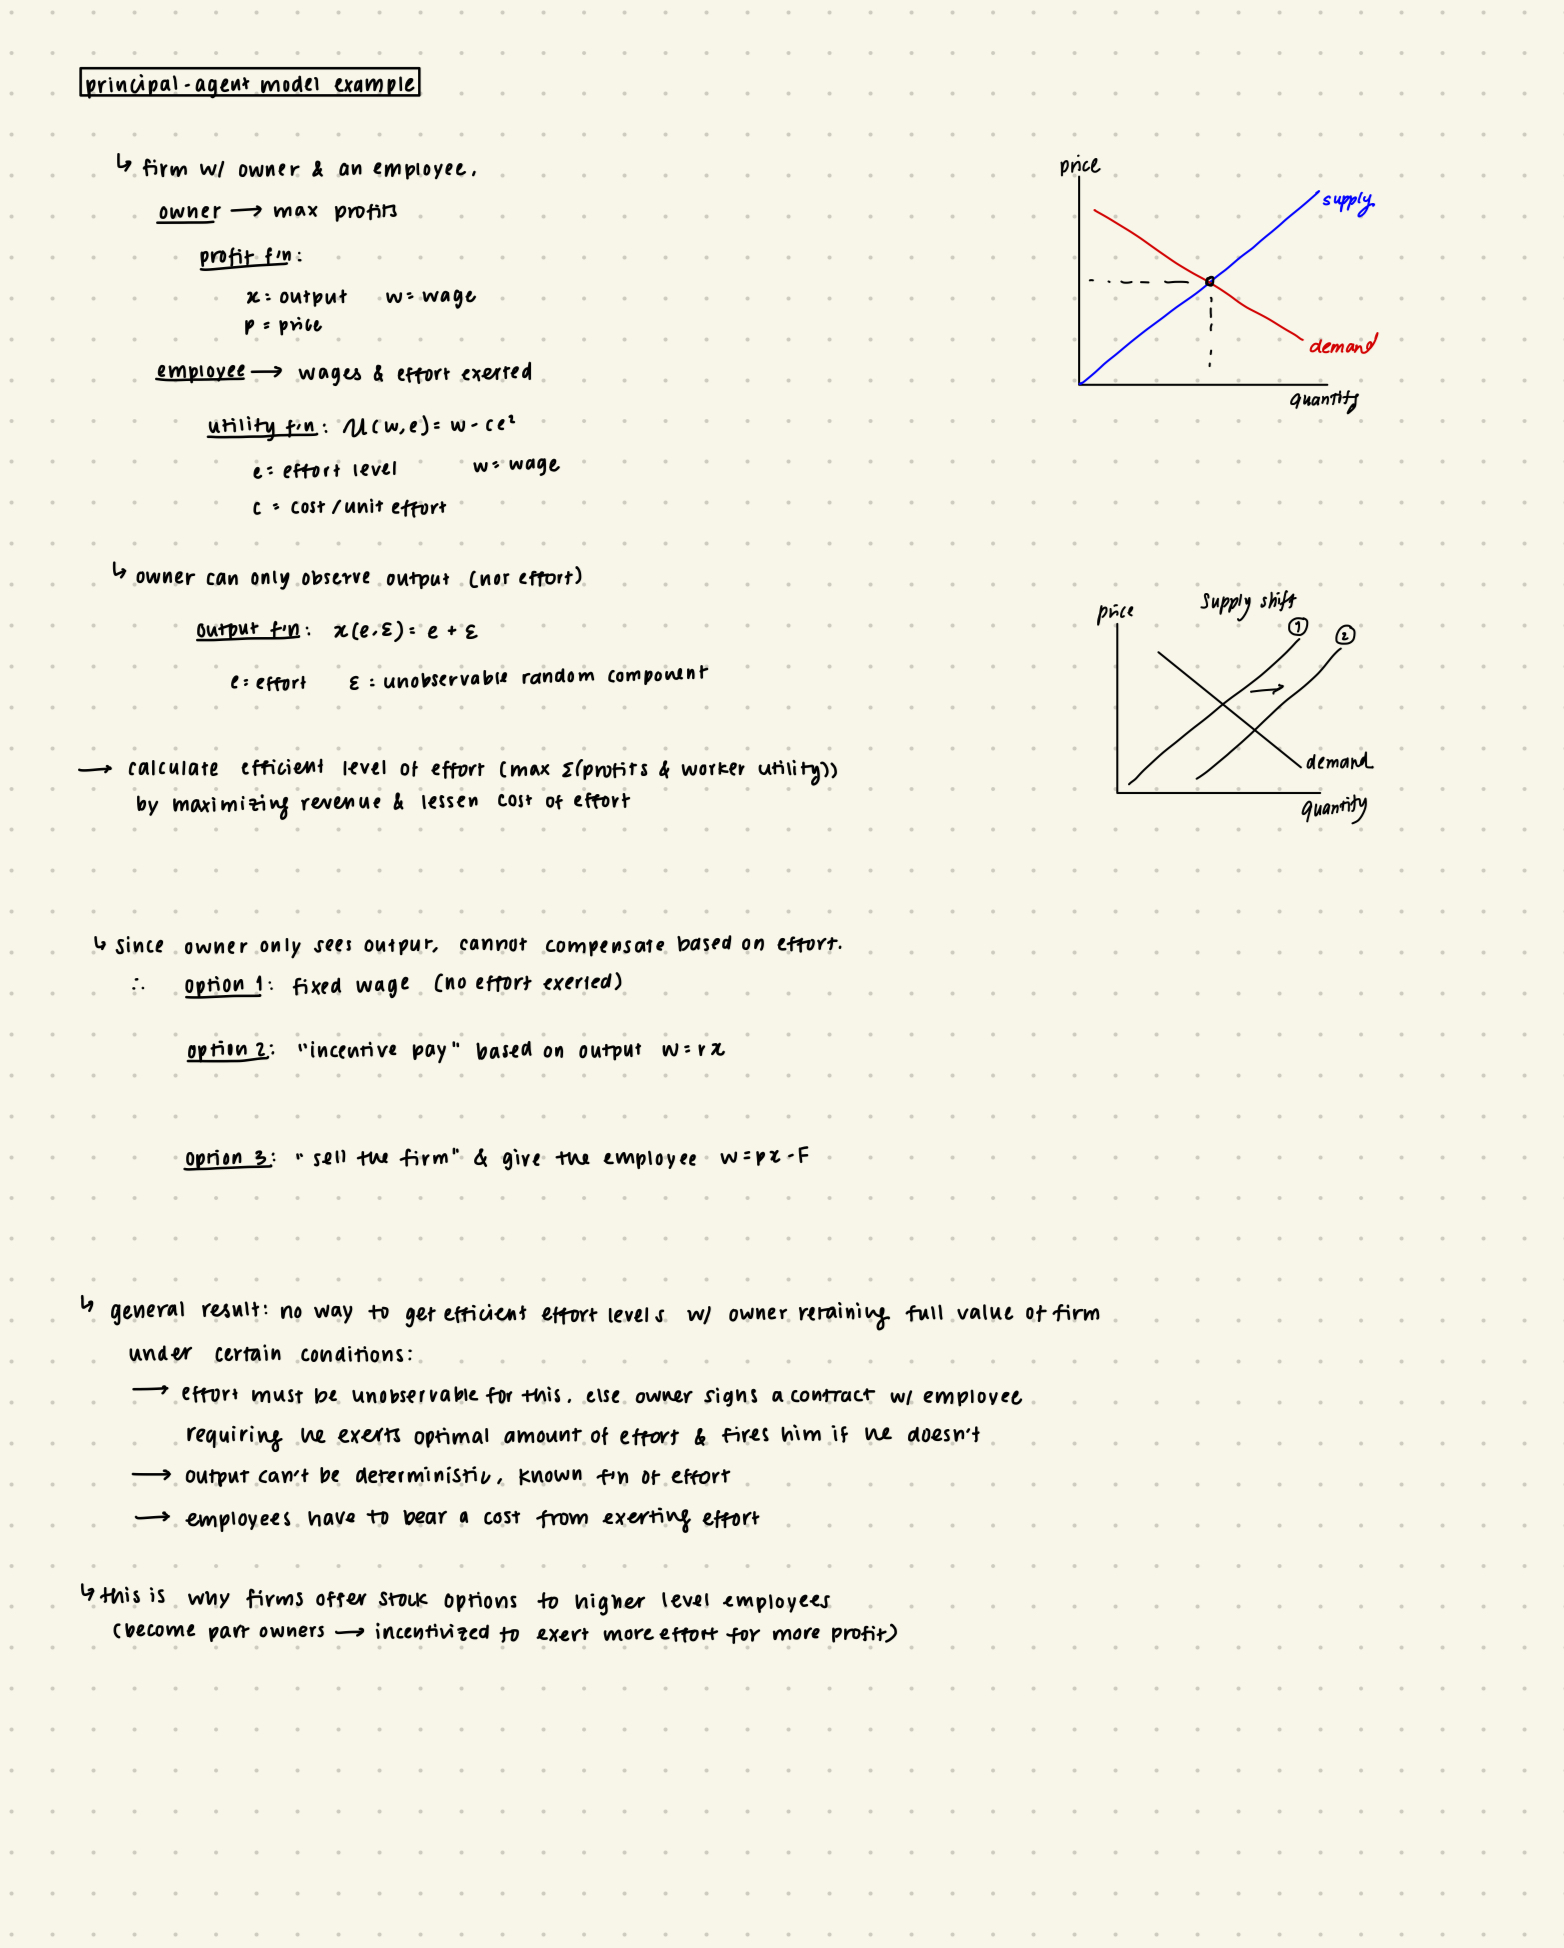 principal-agent model example
↳ firm w/ owner & an employee.
owner → max profits
profit f'n:
x = output w = wage
p = price
employee → wages & effort exerted
utility f'n: U(w,e) = w - ce²
e = effort level w = wage
c = cost/unit effort
↳ owner can only observe output (not effort)
output f'n: x(e,ε) = e + ε
e = effort ε = unobservable random component
→ calculate efficient level of effort (max Σ(profits & worker utility))
by maximizing revenue & lessen cost of effort
↳ since owner only sees output, cannot compensate based on effort.
∴ option 1: fixed wage (no effort exerted)
option 2: "incentive pay" based on output w = rx
option 3: "sell the firm" & give the employee w = px - F
↳ general result: no way to get efficient effort levels w/ owner retaining full value of firm
under certain conditions:
→ effort must be unobservable for this, else owner signs a contract w/ employee
requiring he exerts optimal amount of effort & fires him if he doesn't
→ output can't be deterministic, known f'n of effort
→ employees have to bear a cost from exerting effort
↳ this is why firms offer stock options to higher level employees
(become part owners → incentivized to exert more effort for more profit)
price
supply
demand
quantity
supply shift
price
① ②
demand
quantity